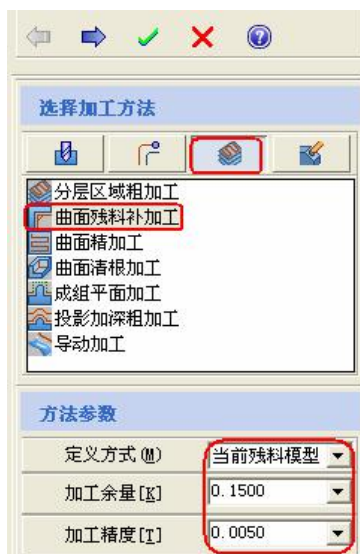 选择加工方法
分层区域粗加工
曲面残料补加工
曲面精加工
曲面清根加工
成组平面加工
投影加深粗加工
导动加工
方法参数
定义方式(M) 当前残料模型
加工余量[K] 0.1500
加工精度[T] 0.0050